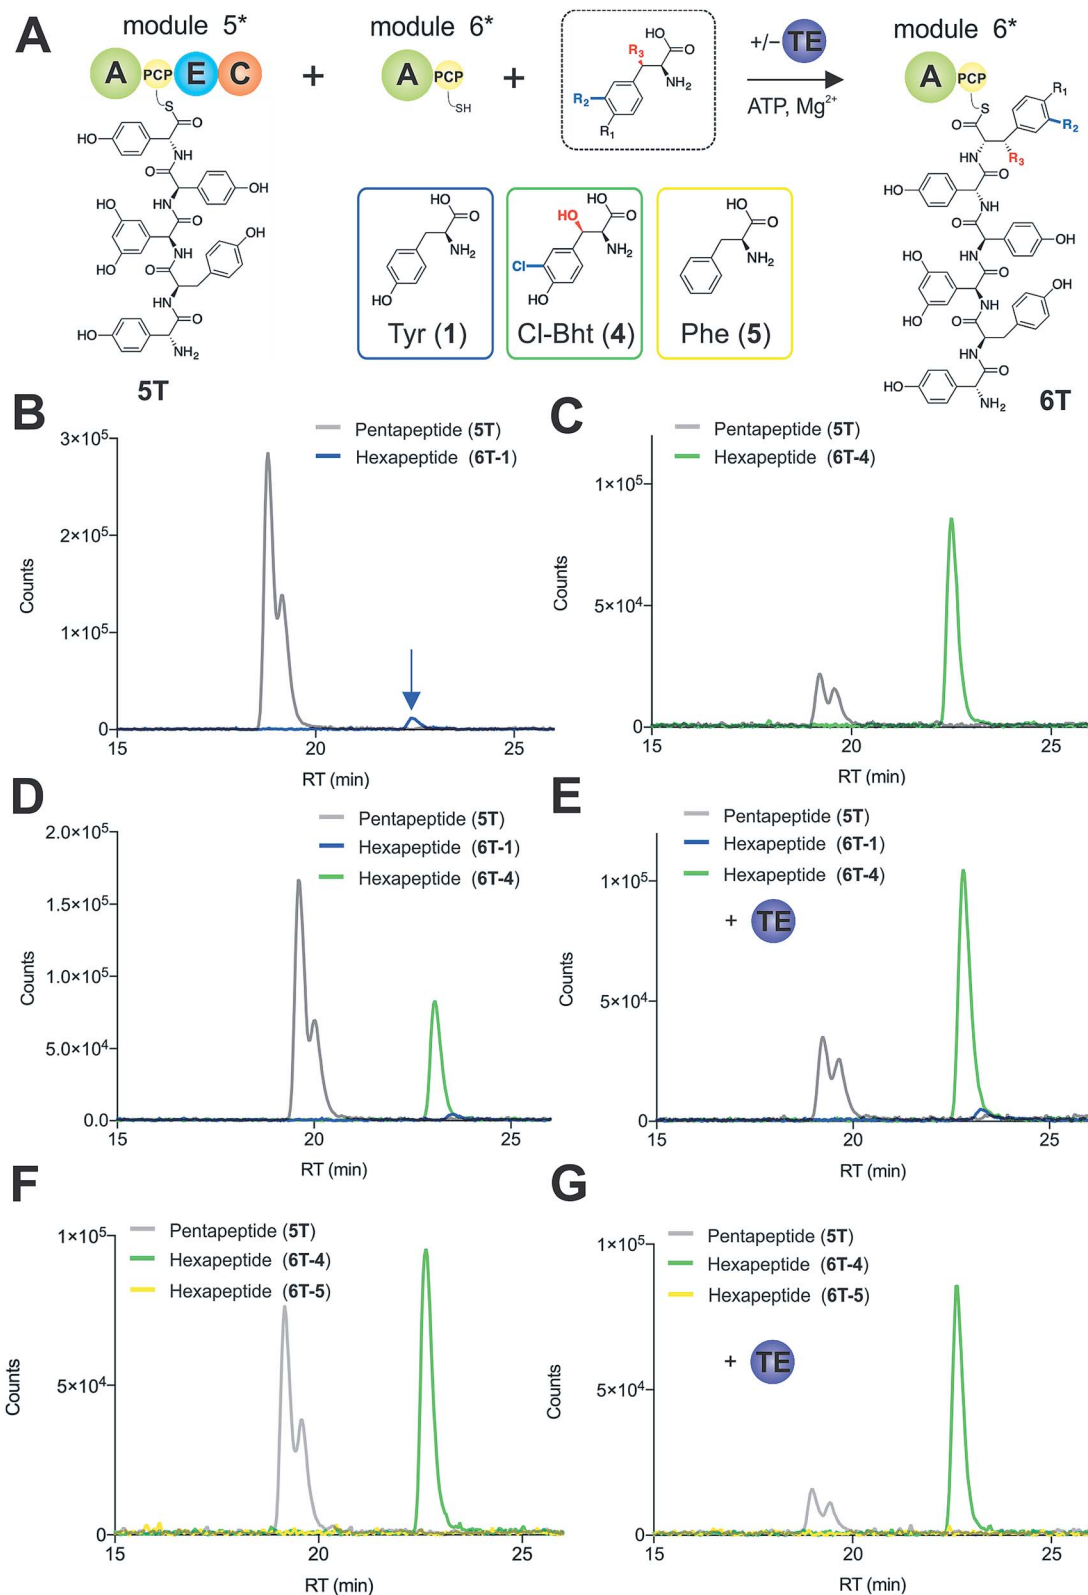 A
module 5*
A PCP E C
+
module 6*
A PCP
SH
+
R3
HO
O
NH2
R2
R1
+/– TE
ATP, Mg2+
module 6*
A PCP
S
O
R1
R2
R3
HN
O
HO
NH
O
HN
OH
HO
O
NH
HO
O
HN
OH
O
NH
O
HO
NH2
6T
S
O
HO
NH
O
HN
OH
HO
O
NH
HO
O
HN
OH
O
HO
NH2
5T
HO
O
NH2
HO
Tyr (1)
HO
HO
O
NH2
Cl
HO
Cl-Bht (4)
HO
O
NH2
Phe (5)
B
Pentapeptide (5T)
Hexapeptide (6T-1)
3×10⁵
2×10⁵
1×10⁵
0
Counts
15 20 25
RT (min)
C
Pentapeptide (5T)
Hexapeptide (6T-4)
1×10⁵
5×10⁴
0
Counts
15 20 25
RT (min)
D
Pentapeptide (5T)
Hexapeptide (6T-1)
Hexapeptide (6T-4)
2.0×10⁵
1.5×10⁵
1.0×10⁵
5.0×10⁴
0.0
Counts
15 20 25
RT (min)
E
Pentapeptide (5T)
Hexapeptide (6T-1)
Hexapeptide (6T-4)
+ TE
1×10⁵
5×10⁴
0
Counts
15 20 25
RT (min)
F
Pentapeptide (5T)
Hexapeptide (6T-4)
Hexapeptide (6T-5)
1×10⁵
5×10⁴
0
Counts
15 20 25
RT (min)
G
Pentapeptide (5T)
Hexapeptide (6T-4)
Hexapeptide (6T-5)
+ TE
1×10⁵
5×10⁴
0
Counts
15 20 25
RT (min)